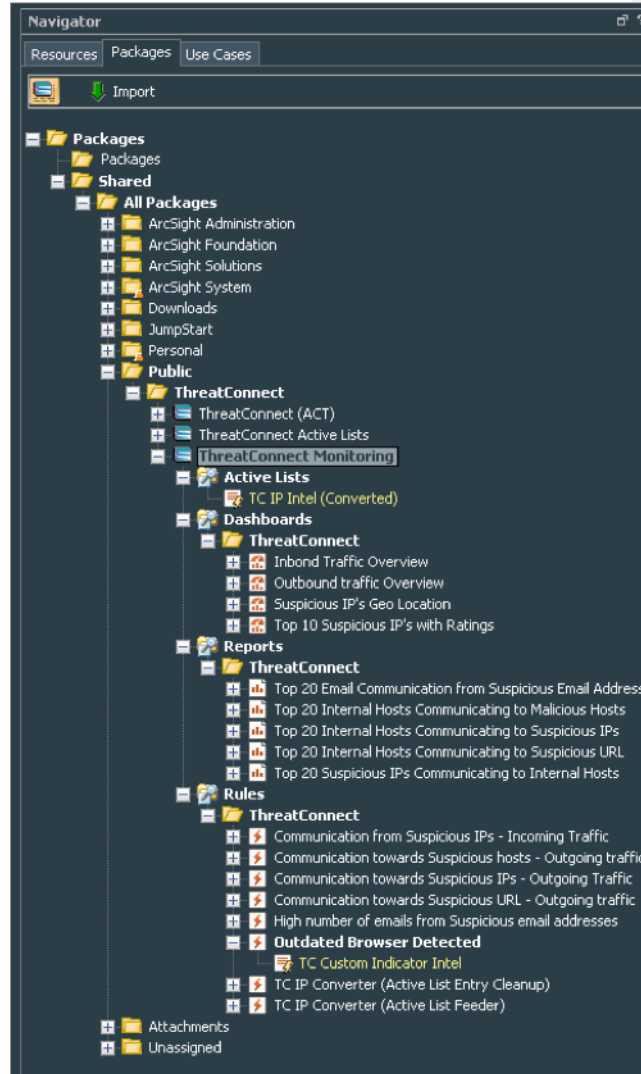 Navigator
Resources Packages Use Cases
Import
Packages
Packages
Shared
All Packages
ArcSight Administration
ArcSight Foundation
ArcSight Solutions
ArcSight System
Downloads
JumpStart
Personal
Public
ThreatConnect
ThreatConnect (ACT)
ThreatConnect Active Lists
ThreatConnect Monitoring
Active Lists
TC IP Intel (Converted)
Dashboards
ThreatConnect
Inbond Traffic Overview
Outbound traffic Overview
Suspicious IP's Geo Location
Top 10 Suspicious IP's with Ratings
Reports
ThreatConnect
Top 20 Email Communication from Suspicious Email Address
Top 20 Internal Hosts Communicating to Malicious Hosts
Top 20 Internal Hosts Communicating to Suspicious IPs
Top 20 Internal Hosts Communicating to Suspicious URL
Top 20 Suspicious IPs Communicating to Internal Hosts
Rules
ThreatConnect
Communication from Suspicious IPs - Incoming Traffic
Communication towards Suspicious hosts - Outgoing traffic
Communication towards Suspicious IPs - Outgoing Traffic
Communication towards Suspicious URL - Outgoing traffic
High number of emails from Suspicious email addresses
Outdated Browser Detected
TC Custom Indicator Intel
TC IP Converter (Active List Entry Cleanup)
TC IP Converter (Active List Feeder)
Attachments
Unassigned